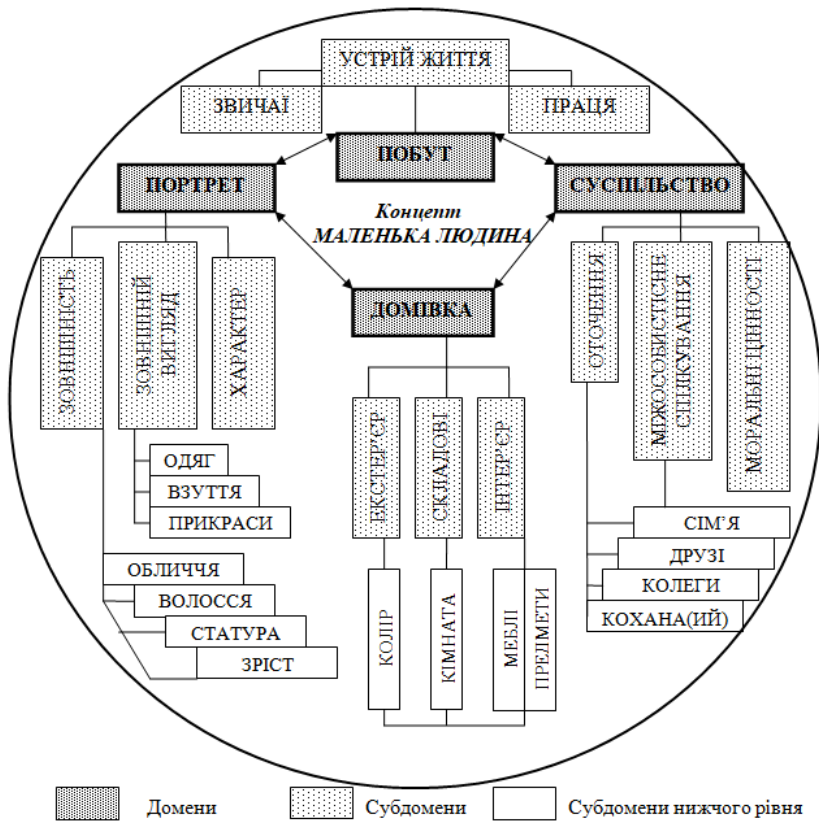 УСТРІЙ ЖИТТЯ
ЗВИЧАЇ
ПРАЦЯ
ПОБУТ
ПОРТРЕТ
СУСПІЛЬСТВО
Концепт
МАЛЕНЬКА ЛЮДИНА
ДОМІВКА
ЗОВНІШНІСТЬ
ЗОВНІШНІЙ
ВИГЛЯД
ХАРАКТЕР
ОТОЧЕННЯ
МІЖОСОБИСТІСНЕ
СПІЛКУВАННЯ
МОРАЛЬНІ ЦІННОСТІ
ЕКСТЕР’ЄР
СКЛАДОВІ
ІНТЕР’ЄР
ОДЯГ
ВЗУТТЯ
ПРИКРАСИ
ОБЛИЧЧЯ
ВОЛОССЯ
СТАТУРА
ЗРІСТ
КОЛІР
КІМНАТА
МЕБЛІ
ПРЕДМЕТИ
СІМ’Я
ДРУЗІ
КОЛЕГИ
КОХАНА(ИЙ)
Домени
Субдомени
Субдомени нижчого рівня